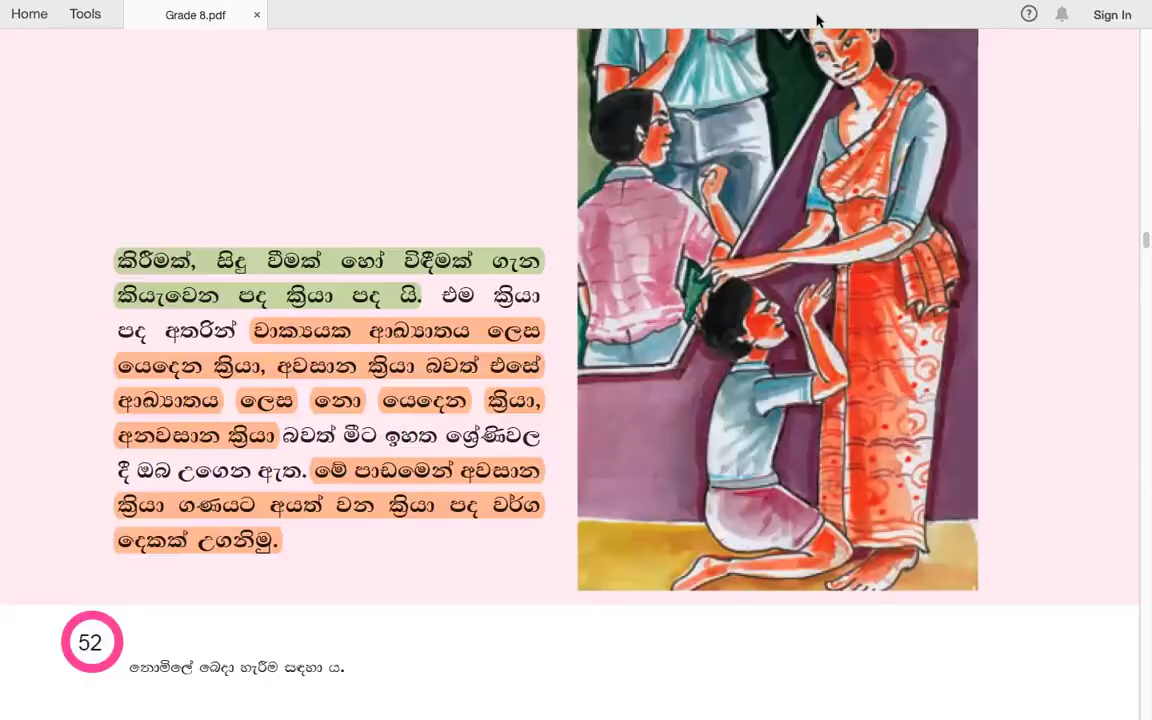 Home Tools Grade 8.pdf × ? Sign In
කිරීමක්, සිදු වීමක් හෝ විඳීමක් ගැන
කියැවෙන පද ක්‍රියා පද යි. එම ක්‍රියා
පද අතරින් වාක්‍යයක ආඛ්‍යාතය ලෙස
යෙදෙන ක්‍රියා, අවසාන ක්‍රියා බවත් එසේ
ආඛ්‍යාතය ලෙස නො යෙදෙන ක්‍රියා,
අනවසාන ක්‍රියා බවත් මීට ඉහත ශ්‍රේණිවල
දී ඔබ උගෙන ඇත. මේ පාඩමෙන් අවසාන
ක්‍රියා ගණයට අයත් වන ක්‍රියා පද වර්ග
දෙකක් උගනිමු.
52
නොමිලේ බෙදා හැරීම සඳහා ය.